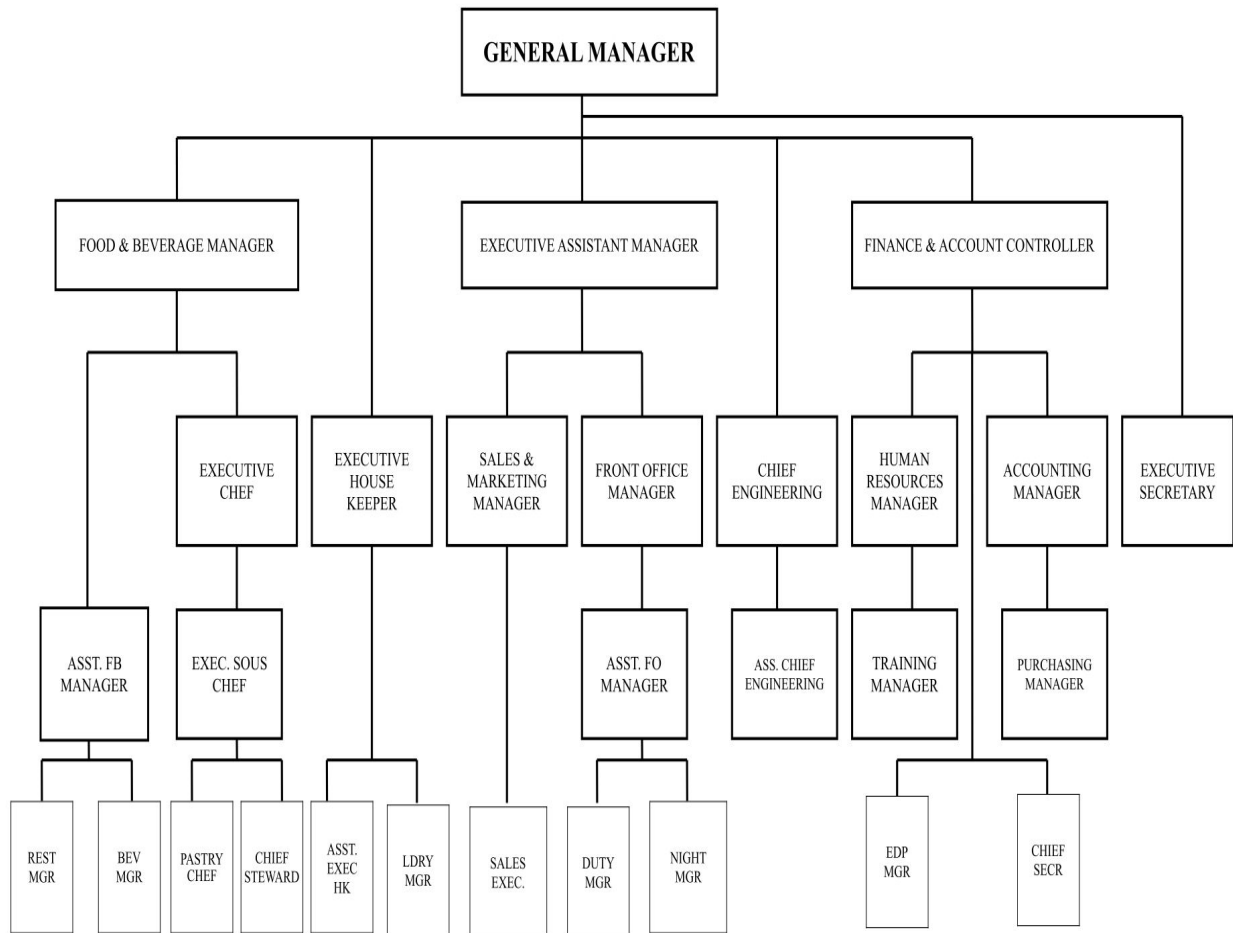 GENERAL MANAGER
FOOD & BEVERAGE MANAGER
EXECUTIVE ASSISTANT MANAGER
FINANCE & ACCOUNT CONTROLLER
EXECUTIVE
CHEF
EXECUTIVE
HOUSE
KEEPER
SALES &
MARKETING
MANAGER
FRONT OFFICE
MANAGER
CHIEF
ENGINEERING
HUMAN
RESOURCES
MANAGER
ACCOUNTING
MANAGER
EXECUTIVE
SECRETARY
ASST. FB
MANAGER
EXEC. SOUS
CHEF
ASST. FO
MANAGER
ASS. CHIEF
ENGINEERING
TRAINING
MANAGER
PURCHASING
MANAGER
REST
MGR
BEV
MGR
PASTRY
CHEF
CHIEF
STEWARD
ASST.
EXEC
HK
LDRY
MGR
SALES
EXEC.
DUTY
MGR
NIGHT
MGR
EDP
MGR
CHIEF
SECR